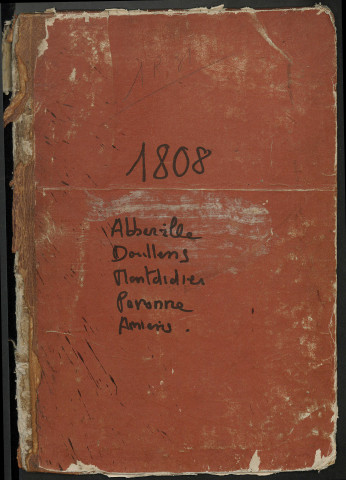 1808
Abbeville
Doullens
Montdidier
Peronne
Amiens.